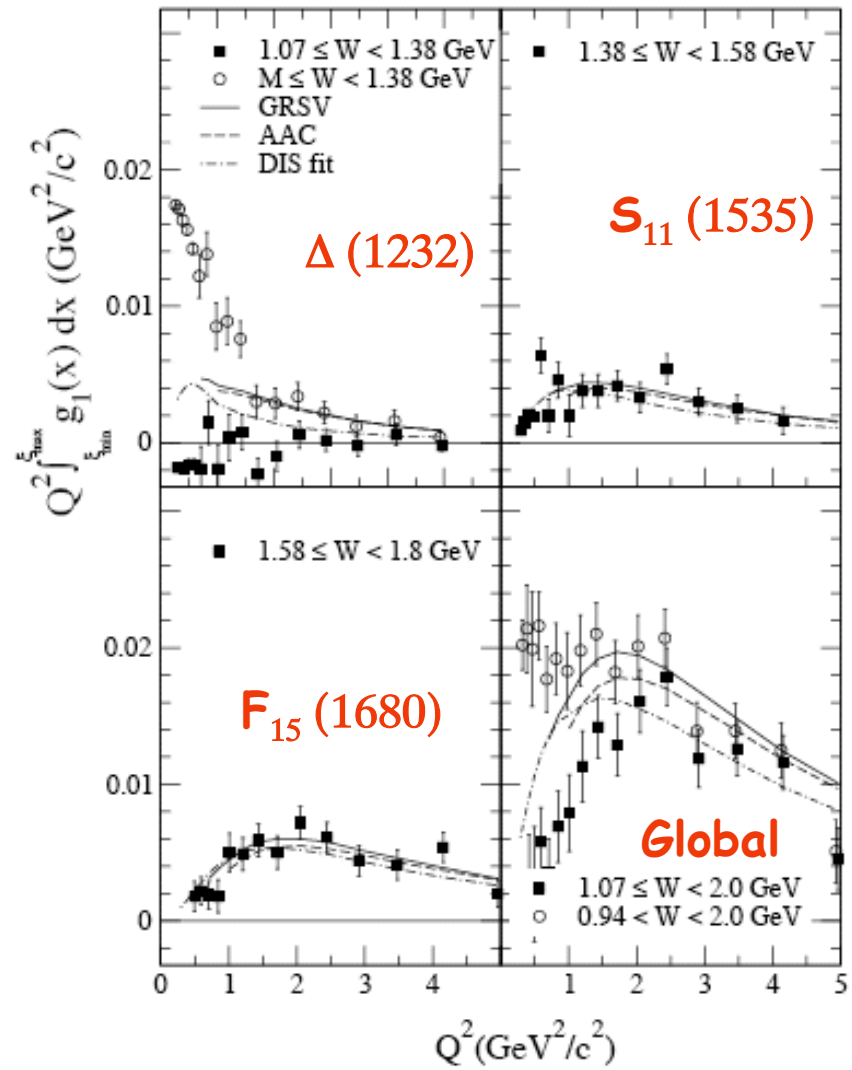 1.07 ≤ W < 1.38 GeV
M ≤ W < 1.38 GeV
GRSV
AAC
DIS fit
Δ (1232)
1.38 ≤ W < 1.58 GeV
S₁₁ (1535)
0.02
0.01
0
Q² ∫ξmin^ξmax g₁(x) dx (GeV²/c²)
1.58 ≤ W < 1.8 GeV
F₁₅ (1680)
0.02
0.01
0
Global
1.07 ≤ W < 2.0 GeV
0.94 < W < 2.0 GeV
0 1 2 3 4 1 2 3 4 5
Q²(GeV²/c²)